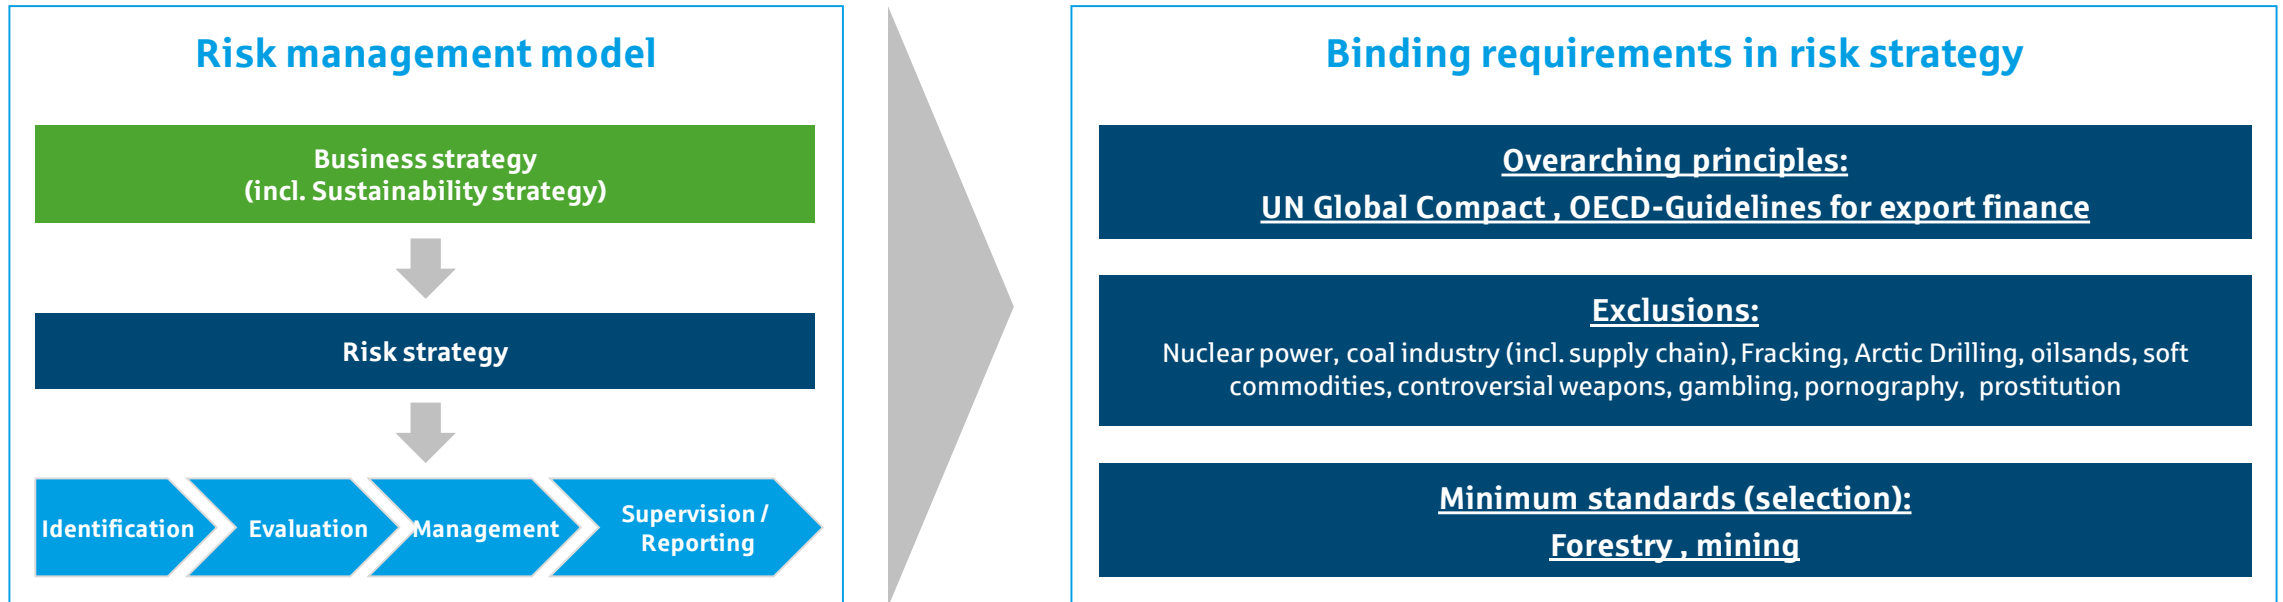 Risk management model
Business strategy
(incl. Sustainability strategy)
Risk strategy
Identification
Evaluation
Management
Supervision /
Reporting
Binding requirements in risk strategy
Overarching principles:
UN Global Compact , OECD-Guidelines for export finance
Exclusions:
Nuclear power, coal industry (incl. supply chain), Fracking, Arctic Drilling, oilsands, soft
commodities, controversial weapons, gambling, pornography, prostitution
Minimum standards (selection):
Forestry , mining